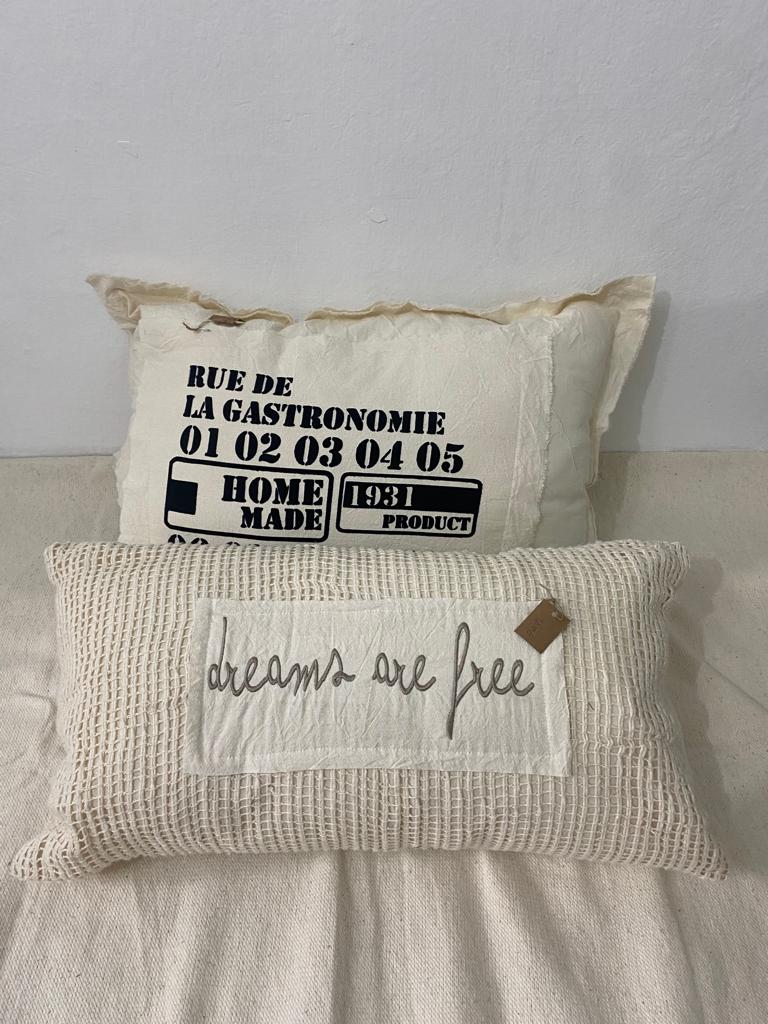 RUE DE
LA GASTRONOMIE
01 02 03 04 05
HOME
MADE
1931
PRODUCT
dreams are free